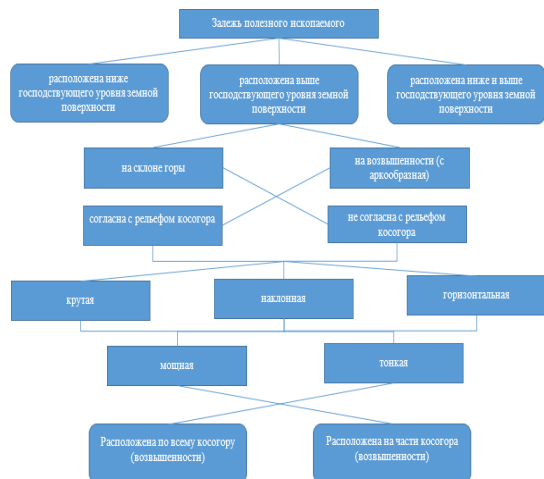 Залежь полезного ископаемого
расположена ниже
господствующего уровня земной
поверхности
расположена выше
господствующего уровня земной
поверхности
расположена ниже и выше
господствующего уровня земной
поверхности
на склоне горы
на возвышенности (с
аркообразная)
согласна с рельефом косогора
не согласна с рельефом
косогора
крутая
наклонная
горизонтальная
мощная
тонкая
Расположена по всему косогору
(возвышенности)
Расположена на части косогора
(возвышенности)